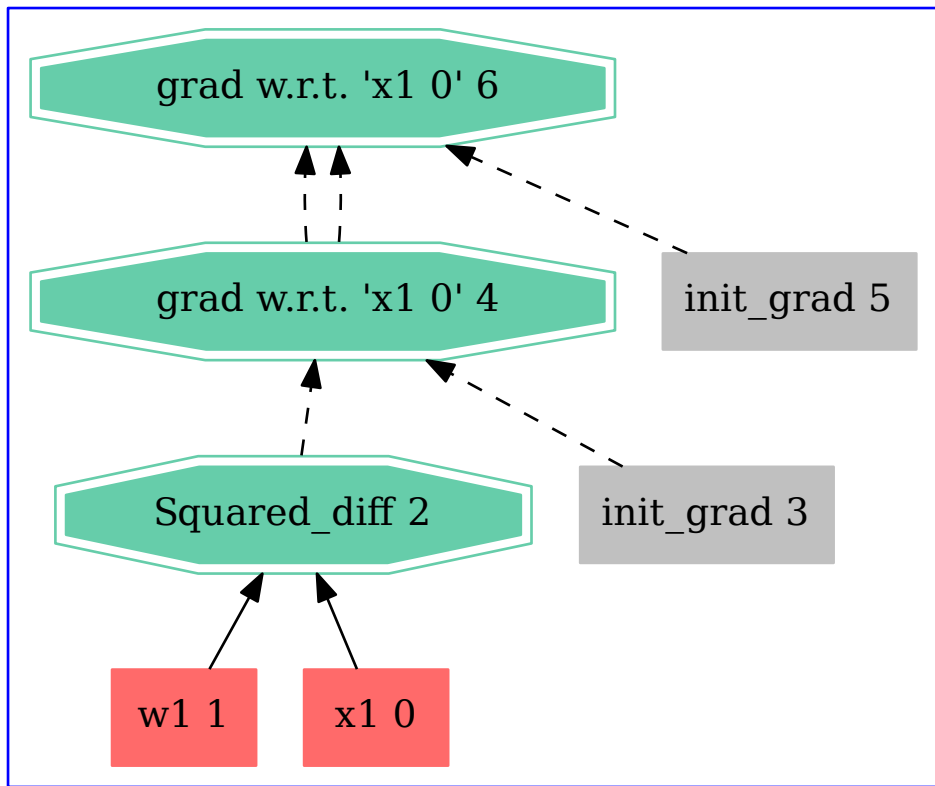 grad w.r.t. 'x1 0' 6
grad w.r.t. 'x1 0' 4
init_grad 5
Squared_diff 2
init_grad 3
w1 1
x1 0